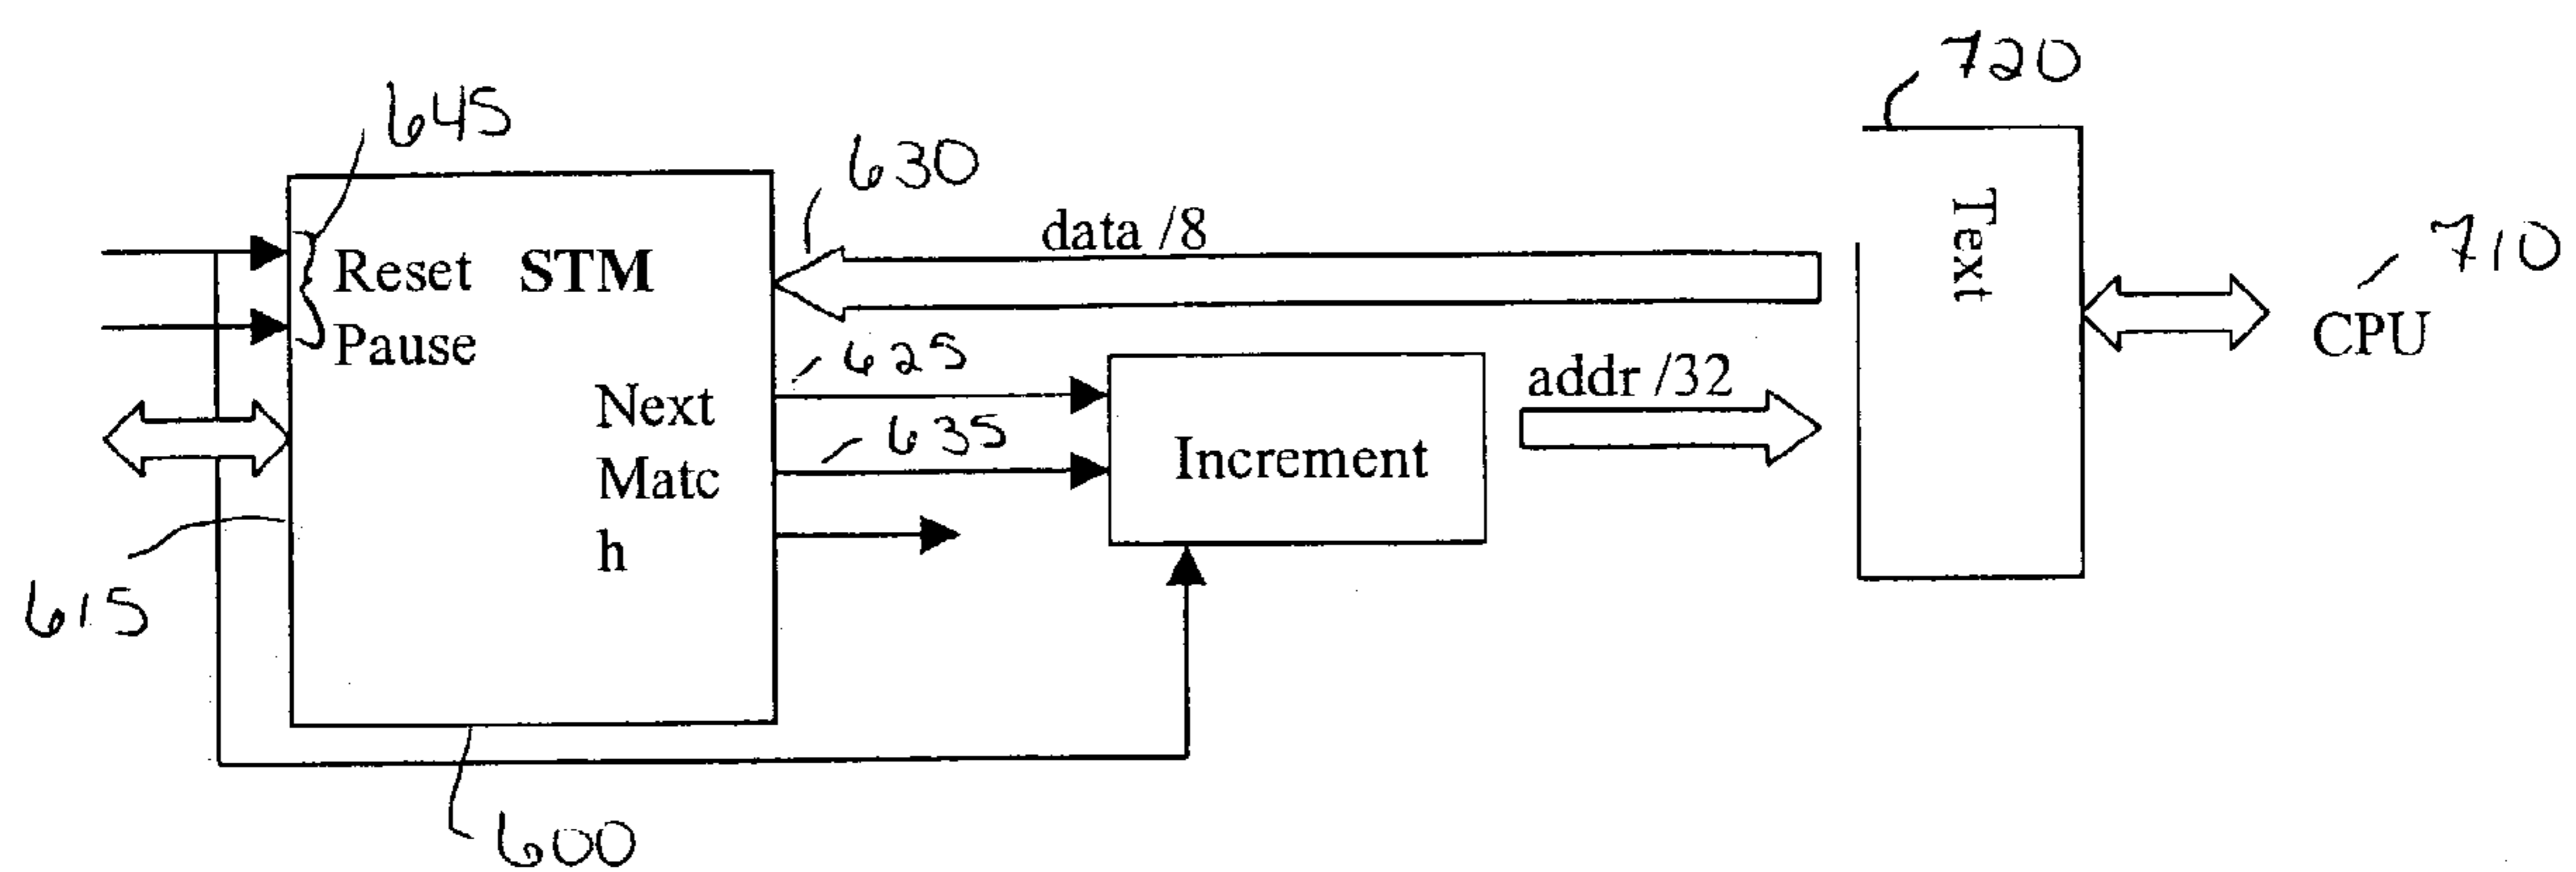 720
645
630
data /8
Text
710
Reset STM
Pause
CPU
625
addr /32
Next
635
Increment
Matc
h
615
600